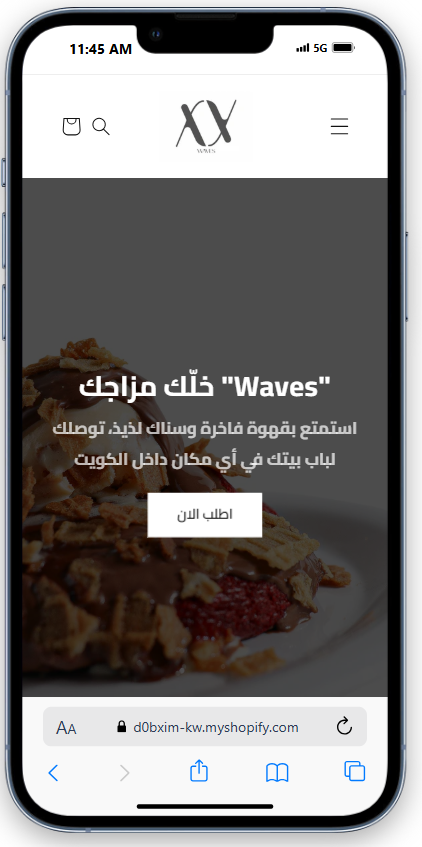 11:45 AM
5G
WAVES
خلّك مزاجك "Waves"
استمتع بقهوة فاخرة وسناك لذيذ، توصلك
لباب بيتك في أي مكان داخل الكويت
اطلب الان
AA
d0bxim-kw.myshopify.com